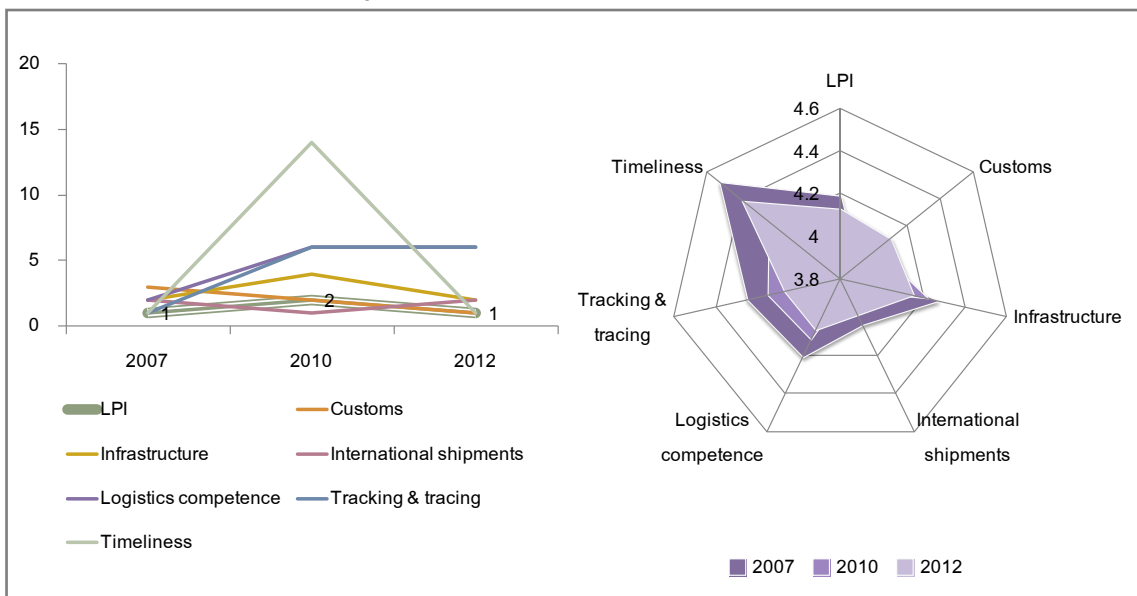 20
15
10
5
0
1
2
1
2007
2010
2012
LPI
Customs
Infrastructure
International shipments
Logistics competence
Tracking & tracing
Timeliness
LPI
4.6
4.4
4.2
4
3.8
Customs
Infrastructure
International
shipments
Logistics
competence
Tracking &
tracing
Timeliness
2007
2010
2012